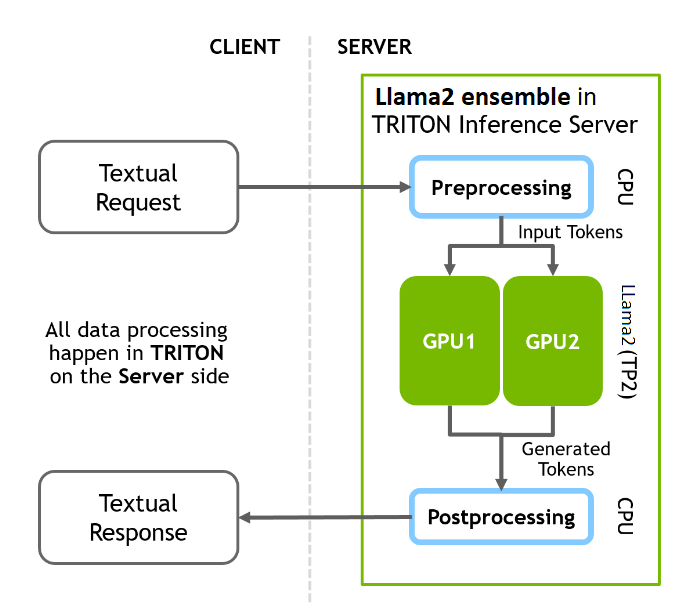 CLIENT
SERVER
Llama2 ensemble in
TRITON Inference Server
Textual
Request
Preprocessing
CPU
Input Tokens
All data processing
happen in TRITON
on the Server side
GPU1
GPU2
LLama2 (TP2)
Generated
Tokens
Textual
Response
Postprocessing
CPU